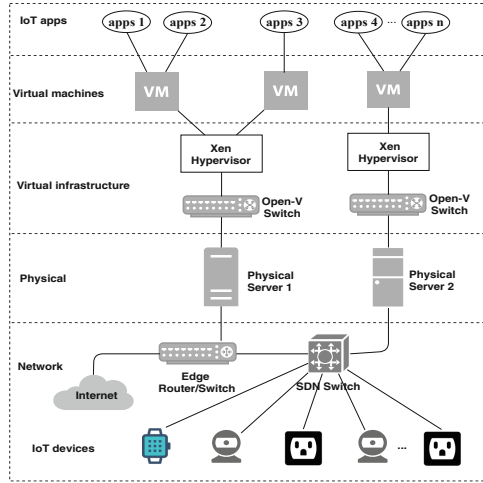 IoT apps
apps 1
apps 2
apps 3
apps 4
...
apps n
Virtual machines
VM
VM
VM
Xen
Hypervisor
Xen
Hypervisor
Virtual infrastructure
Open-V
Switch
Open-V
Switch
Physical
Physical
Server 1
Physical
Server 2
Network
Internet
Edge
Router/Switch
SDN Switch
IoT devices
...